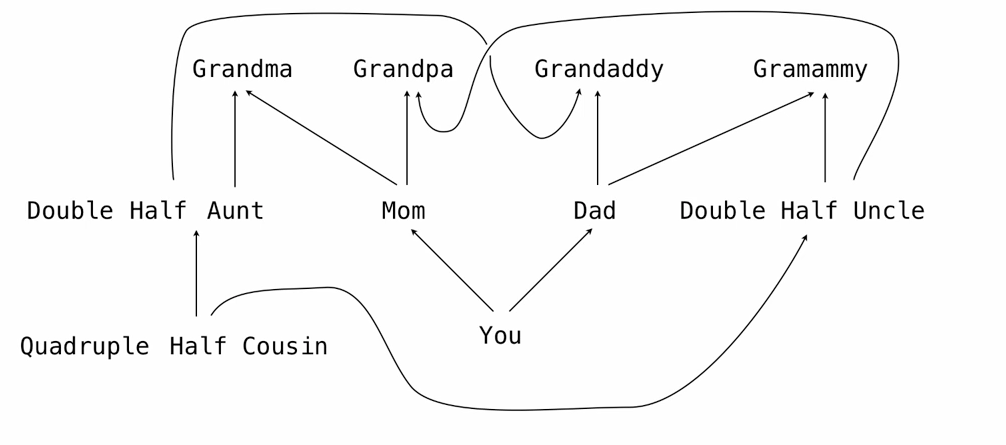 Grandma Grandpa Grandaddy Gramammy
Double Half Aunt Mom Dad Double Half Uncle
You
Quadruple Half Cousin